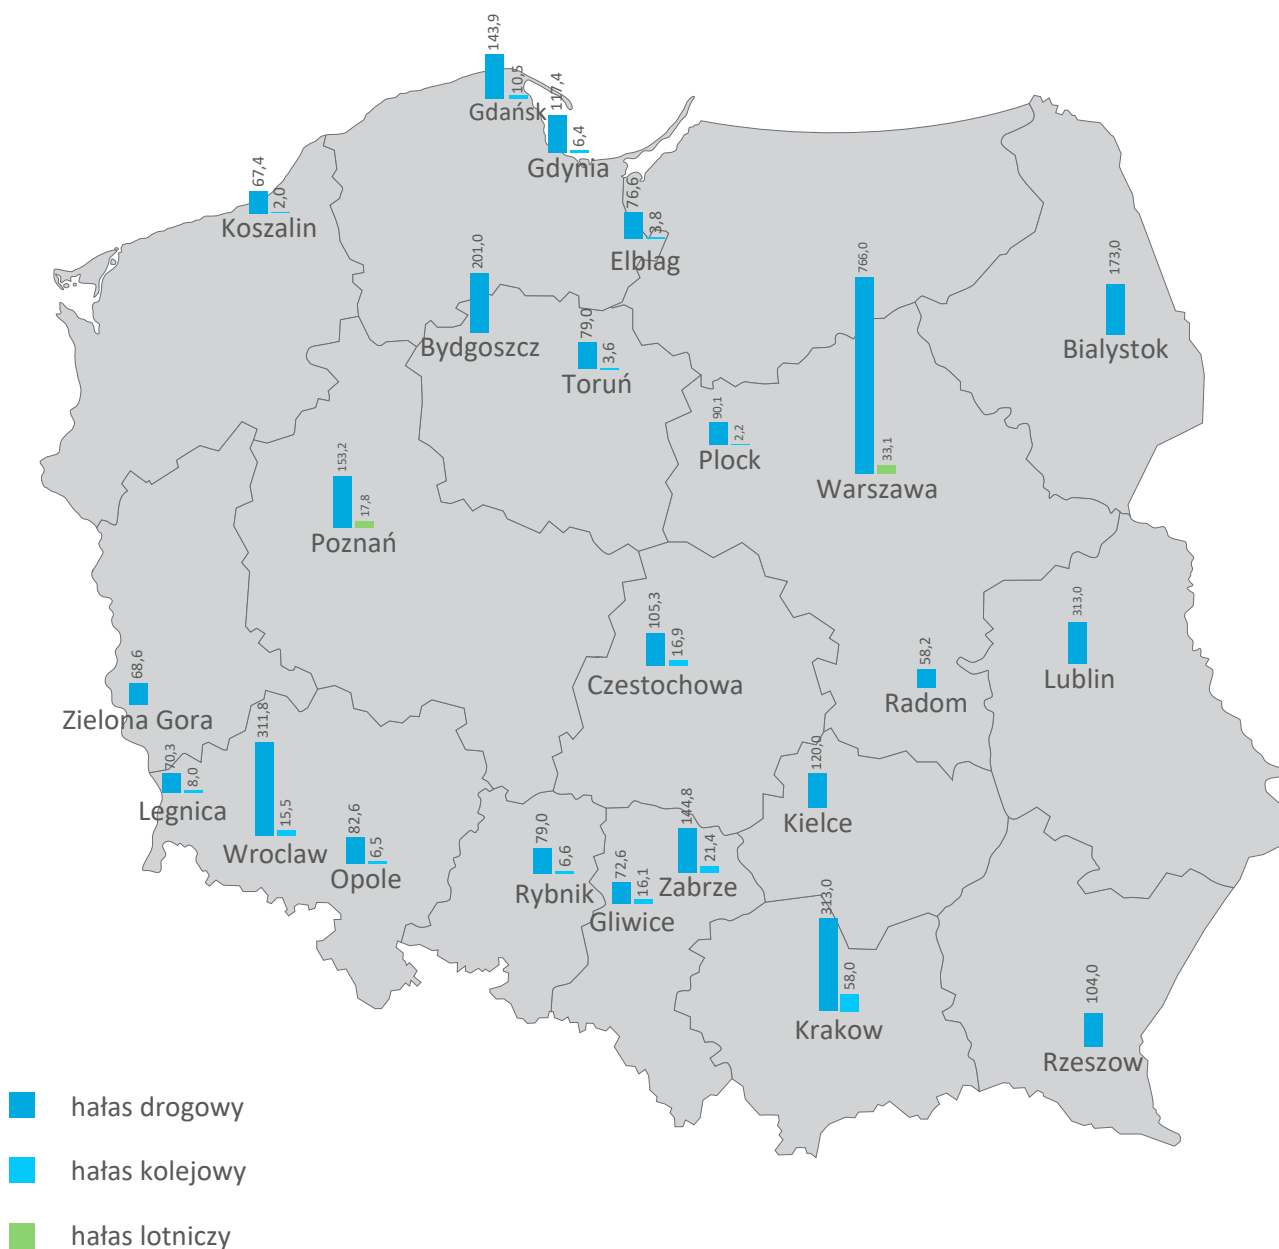 143,9
10,5
Gdańsk
117,4
6,4
Gdynia
67,4
2,0
Koszalin
76,6
3,8
Elbląg
201,0
Bydgoszcz
79,0
3,6
Toruń
766,0
33,1
Warszawa
173,0
Bialystok
90,1
2,2
Plock
153,2
17,8
Poznań
105,3
16,9
Czestochowa
58,2
Radom
313,0
Lublin
68,6
Zielona Gora
70,3
8,0
Legnica
311,8
15,5
Wroclaw
82,6
6,5
Opole
79,0
6,6
Rybnik
72,6
16,1
Gliwice
144,8
21,4
Zabrze
120,0
Kielce
313,0
58,0
Krakow
104,0
Rzeszow
hałas drogowy
hałas kolejowy
hałas lotniczy